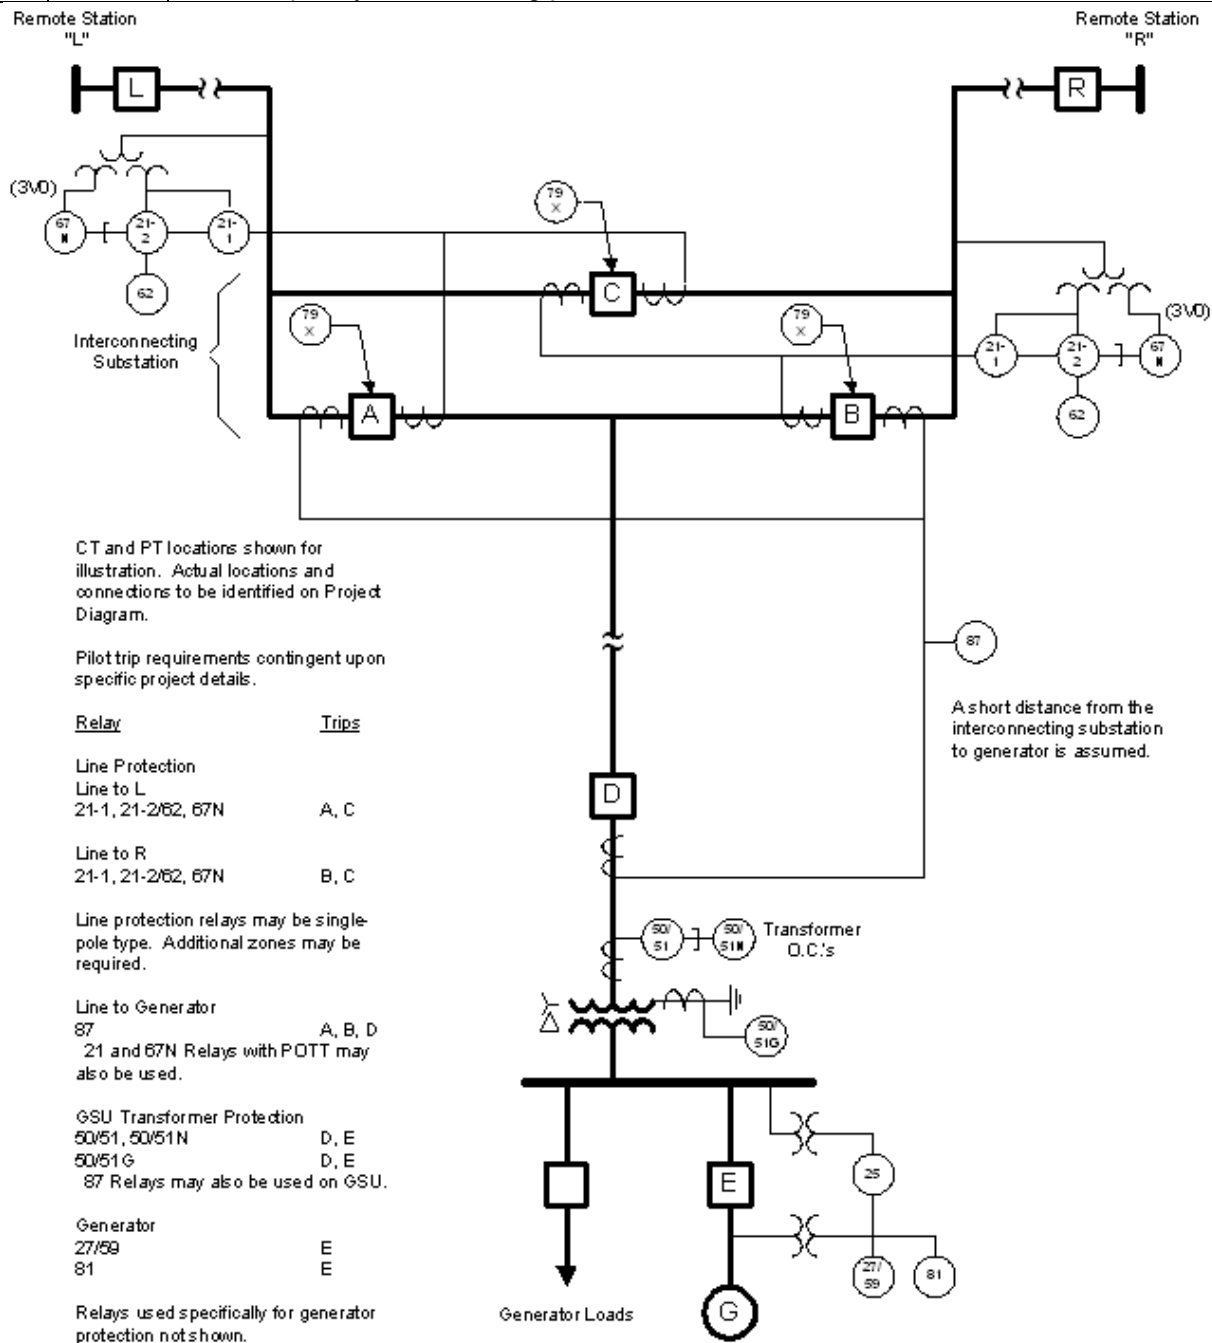 Remote Station
"L"
Remote Station
"R"
L
R
79
X
(3V0)
67
N
21-
2
21-
1
62
C
79
X
79
X
(3V0)
21-
1
21-
2
67
N
62
Interconnecting
Substation
A
B
CT and PT locations shown for
illustration. Actual locations and
connections to be identified on Project
Diagram.
Pilot trip requirements contingent upon
specific project details.
87
A short distance from the
interconnecting substation
to generator is assumed.
Relay Trips
Line Protection
Line to L
21-1, 21-2/62, 67N A, C
D
Line to R
21-1, 21-2/62, 67N B, C
Line protection relays may be single-
pole type. Additional zones may be
required.
50/
51
50/
51N
Transformer
O.C.'s
Line to Generator
87 A, B, D
21 and 67N Relays with POTT may
also be used.
50/
51G
GSU Transformer Protection
50/51, 50/51N D, E
50/51G D, E
87 Relays may also be used on GSU.
E
25
Generator
27/59 E
81 E
27/
59
81
Relays used specifically for generator
protection not shown.
Generator Loads
G